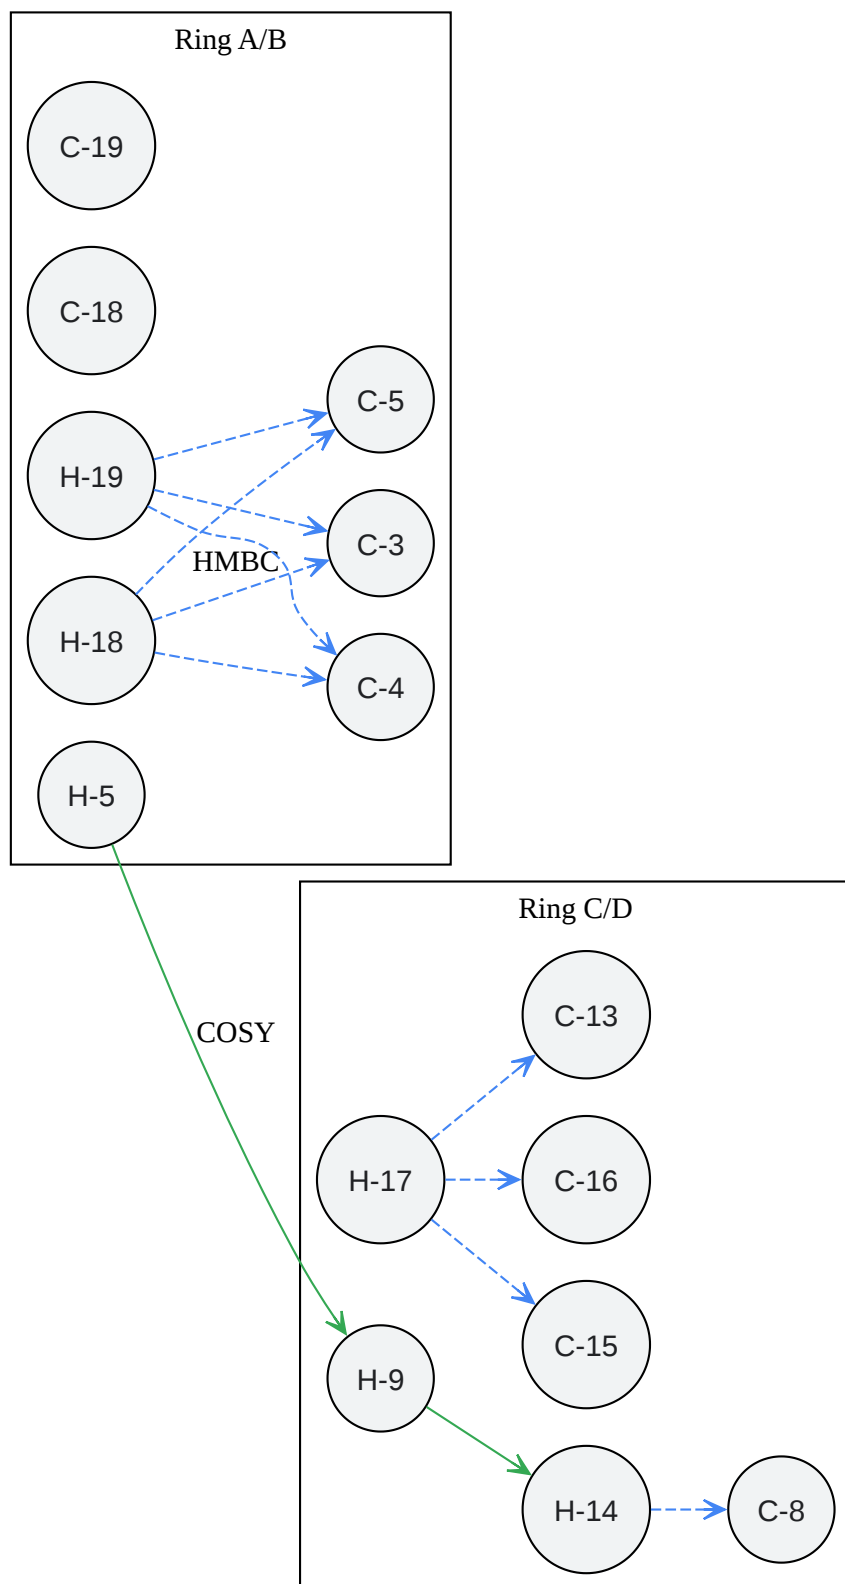 Ring A/B
C-19
C-18
C-5
H-19
C-3
HMBC
H-18
C-4
H-5
Ring C/D
C-13
COSY
H-17
C-16
C-15
H-9
H-14
C-8